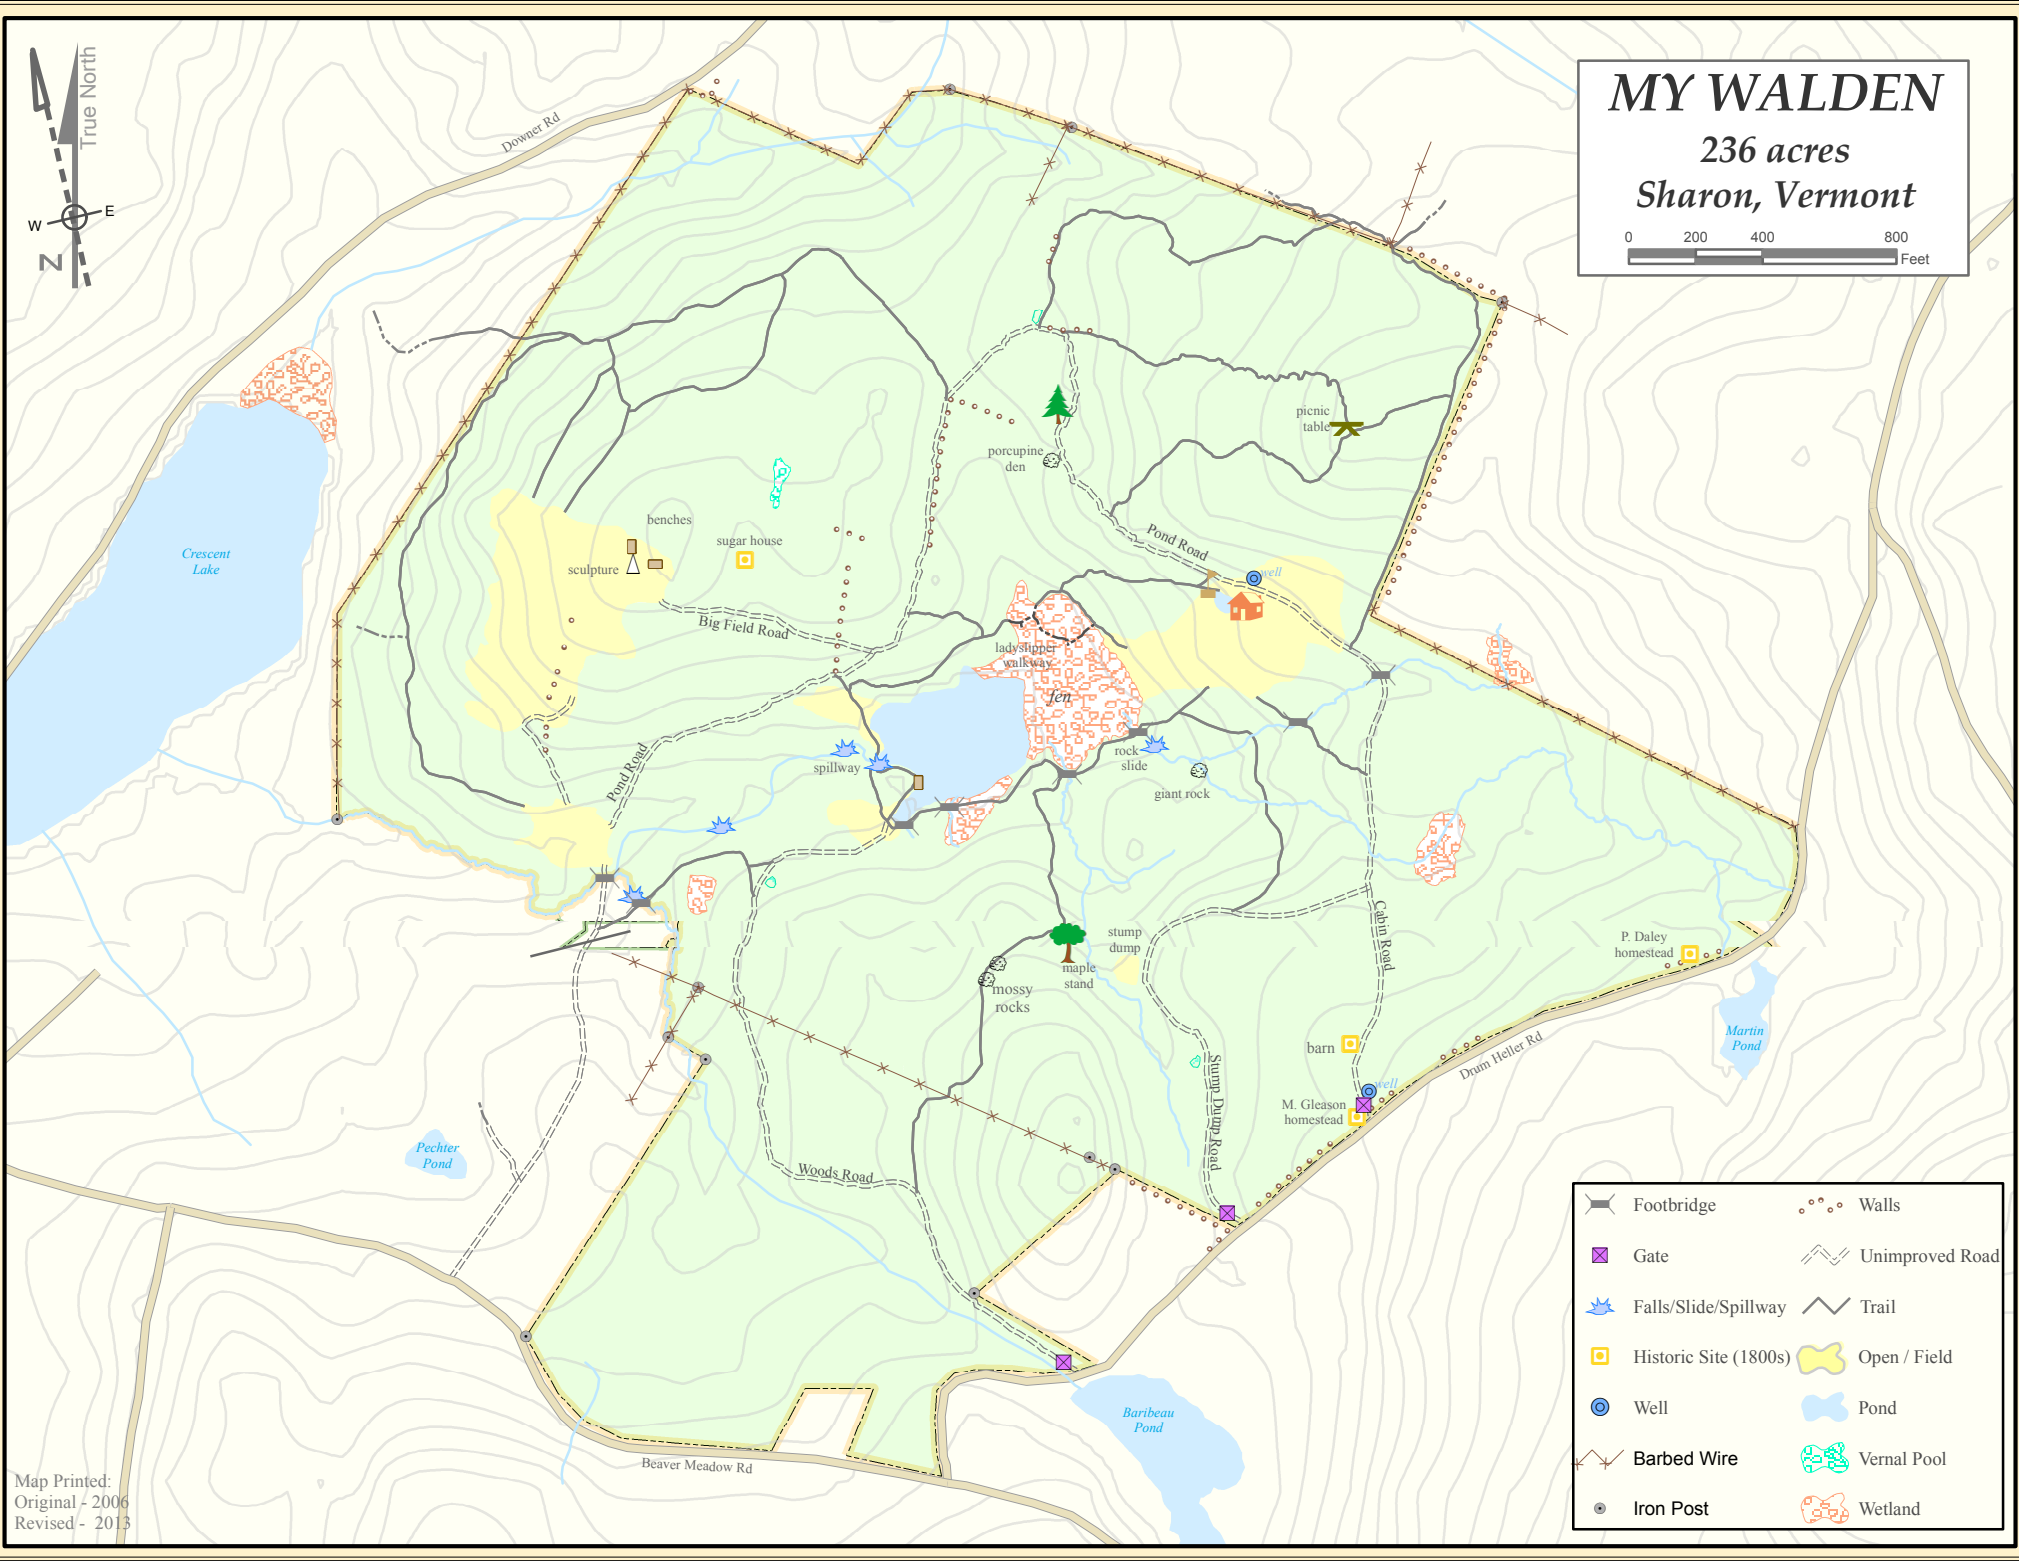 MY WALDEN
236 acres
Sharon, Vermont
0 200 400 800
Feet
True North
W E
N
Downer Rd
Crescent
Lake
picnic
table
porcupine
den
benches
sugar house
sculpture
Pond Road
well
Big Field Road
ladyslipper
walkway
fen
Pond Road
spillway
rock
slide
giant rock
stump
dump
maple
stand
mossy
rocks
Cabin Road
P. Daley
homestead
Martin
Pond
barn
Drum Heller Rd
well
M. Gleason
homestead
Stump Dump Road
Pechter
Pond
Woods Road
Baribeau
Pond
Beaver Meadow Rd
Footbridge
Walls
Gate
Unimproved Road
Falls/Slide/Spillway
Trail
Historic Site (1800s)
Open / Field
Well
Pond
Barbed Wire
Vernal Pool
Iron Post
Wetland
Map Printed:
Original - 2006
Revised - 2013